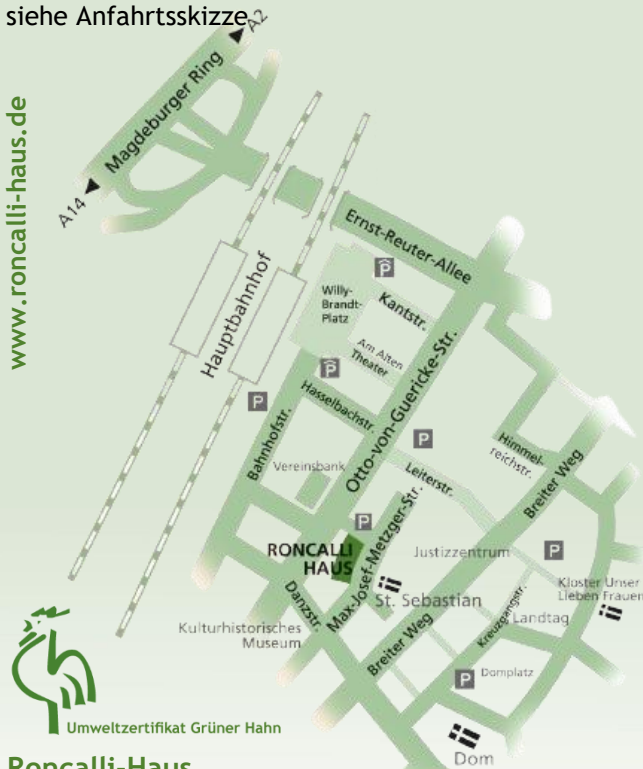 siehe Anfahrtsskizze
A2
Magdeburger Ring
A14
www.roncalli-haus.de
Ernst-Reuter-Allee
Hauptbahnhof
P
Willy-
Brandt-
Platz
Kantstr.
Am Alten
Theater
P
Hasselbachstr.
P
Otto-von-Guericke-Str.
Bahnhofstr.
P
Himmel-
reichstr.
Vereinsbank
Leiterstr.
Breiter Weg
P
Max-Josef-Metzger-Str.
RONCALLI
HAUS
Justizzentrum
P
Kloster Unser
Lieben Frauen
St. Sebastian
Danzstr.
Kreuzgangstr.
Landtag
Kulturhistorisches
Museum
Breiter Weg
P
Domplatz
Umweltzertifikat Grüner Hahn
Dom
Roncalli-Haus